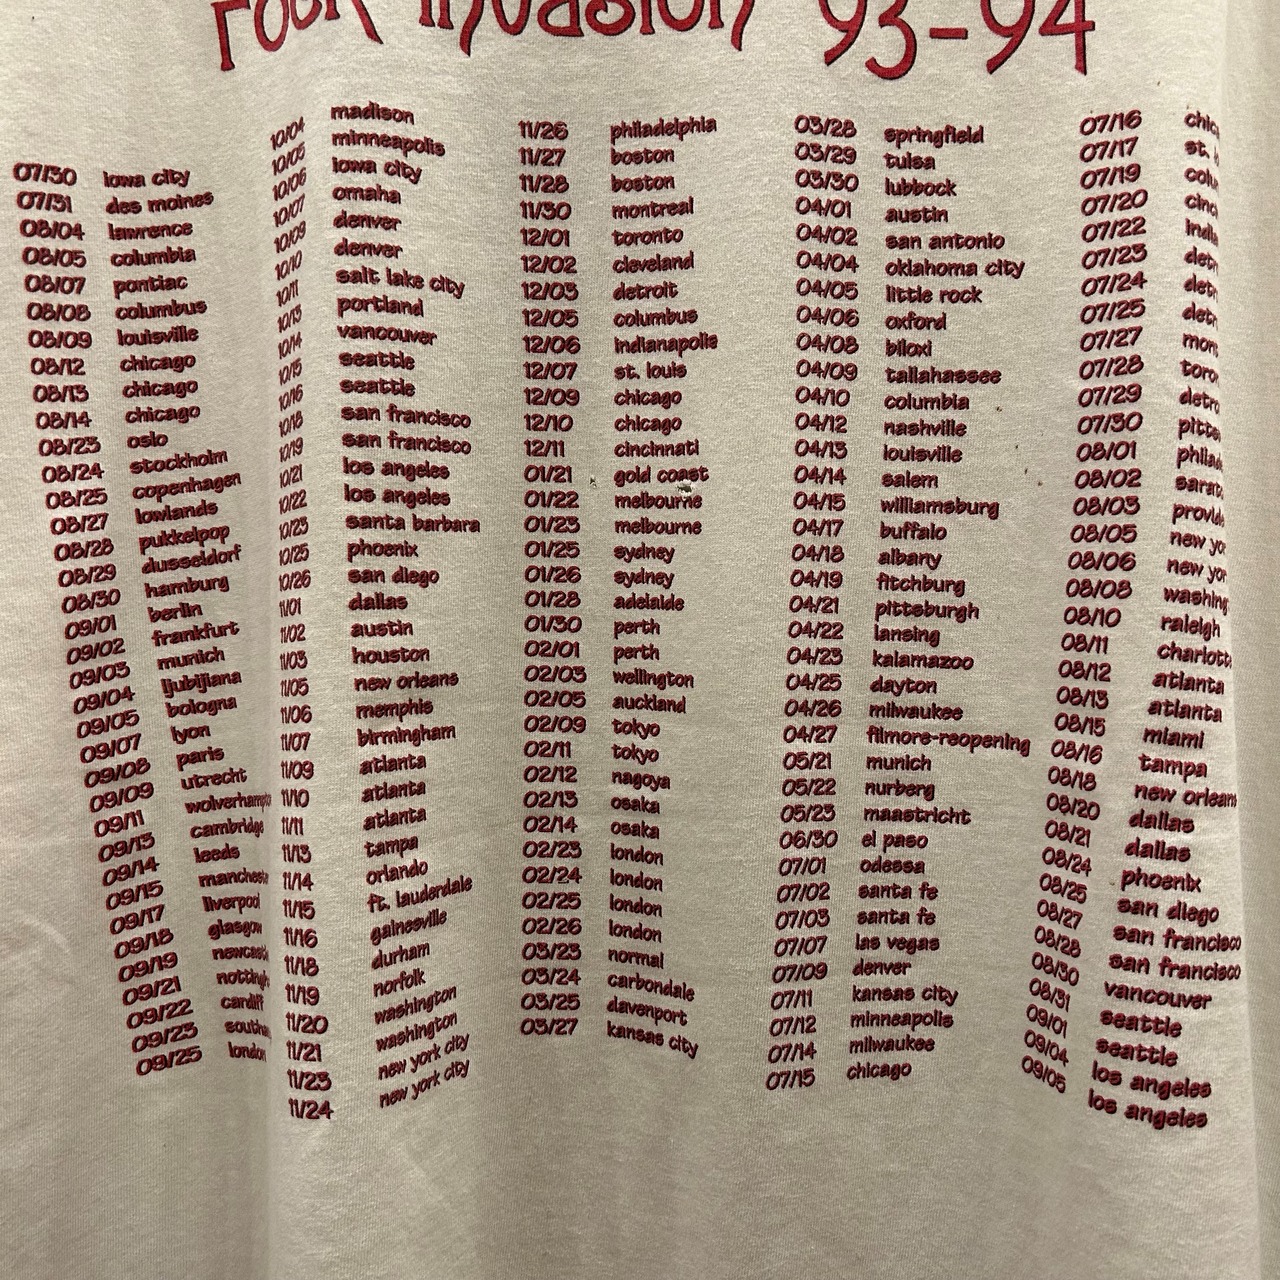 invasion 93-94
07/30 iowa city
07/31 des moines
08/04 lawrence
08/05 columbia
08/07 pontiac
08/08 columbus
08/09 louisville
08/12 chicago
08/13 chicago
08/14 chicago
08/23 oslo
08/24 stockholm
08/25 copenhagen
08/27 lowlands
08/28 pukkelpop
08/29 dusseldorf
08/30 hamburg
09/01 berlin
09/02 frankfurt
09/03 munich
09/04 ljubijiana
09/05 bologna
09/07 lyon
09/08 paris
09/09 utrecht
09/11 wolverhampto
09/13 cambridge
09/14 leeds
09/15 manchest
09/17 liverpool
09/18 glasgow
09/19 newcast
09/21 notting
09/22 cardiff
09/23 south
09/25 london
10/04 madison
10/05 minneapolis
10/06 iowa city
10/07 omaha
10/09 denver
10/10 denver
10/11 salt lake city
10/13 portland
10/14 vancouver
10/15 seattle
10/16 seattle
10/18 san francisco
10/19 san francisco
10/21 los angeles
10/22 los angeles
10/23 santa barbara
10/25 phoenix
10/26 san diego
11/01 dallas
11/02 austin
11/03 houston
11/05 new orleans
11/06 memphis
11/07 birmingham
11/09 atlanta
11/10 atlanta
11/11 atlanta
11/13 tampa
11/14 orlando
11/15 ft. lauderdale
11/16 gainesville
11/18 durham
11/19 norfolk
11/20 washington
11/21 washington
11/23 new york city
11/24 new york city
11/26 philadelphia
11/27 boston
11/28 boston
11/30 montreal
12/01 toronto
12/02 cleveland
12/03 detroit
12/05 columbus
12/06 indianapolis
12/07 st. louis
12/09 chicago
12/10 chicago
12/11 cincinnati
01/21 gold coast
01/22 melbourne
01/23 melbourne
01/25 sydney
01/26 sydney
01/28 adelaide
01/30 perth
02/01 perth
02/03 wellington
02/05 auckland
02/09 tokyo
02/11 tokyo
02/12 nagoya
02/13 osaka
02/14 osaka
02/23 london
02/24 london
02/25 london
02/26 london
03/23 normal
03/24 carbondale
03/25 davenport
03/27 kansas city
03/28 springfield
03/29 tulsa
03/30 lubbock
04/01 austin
04/02 san antonio
04/04 oklahoma city
04/05 little rock
04/06 oxford
04/08 biloxi
04/09 tallahassee
04/10 columbia
04/12 nashville
04/13 louisville
04/14 salem
04/15 williamsburg
04/17 buffalo
04/18 albany
04/19 fitchburg
04/21 pittsburgh
04/22 lansing
04/23 kalamazoo
04/25 dayton
04/26 milwaukee
04/27 filmore-reopening
05/21 munich
05/22 nurberg
05/23 maastricht
06/30 el paso
07/01 odessa
07/02 santa fe
07/03 santa fe
07/07 las vegas
07/09 denver
07/11 kansas city
07/12 minneapolis
07/14 milwaukee
07/15 chicago
07/16 chic
07/17 st.
07/19 colu
07/20 cinc
07/22 india
07/23 detr
07/24 detr
07/25 detr
07/27 mon
07/28 toro
07/29 detro
07/30 pitts
08/01 philad
08/02 sarat
08/03 provid
08/05 new yo
08/06 new yor
08/08 washing
08/10 raleigh
08/11 charlott
08/12 atlanta
08/13 atlanta
08/15 miami
08/16 tampa
08/18 new orleans
08/20 dallas
08/21 dallas
08/24 phoenix
08/25 san diego
08/27 san francisco
08/28 san francisco
08/30 vancouver
08/31 seattle
09/01 seattle
09/04 los angeles
09/05 los angeles